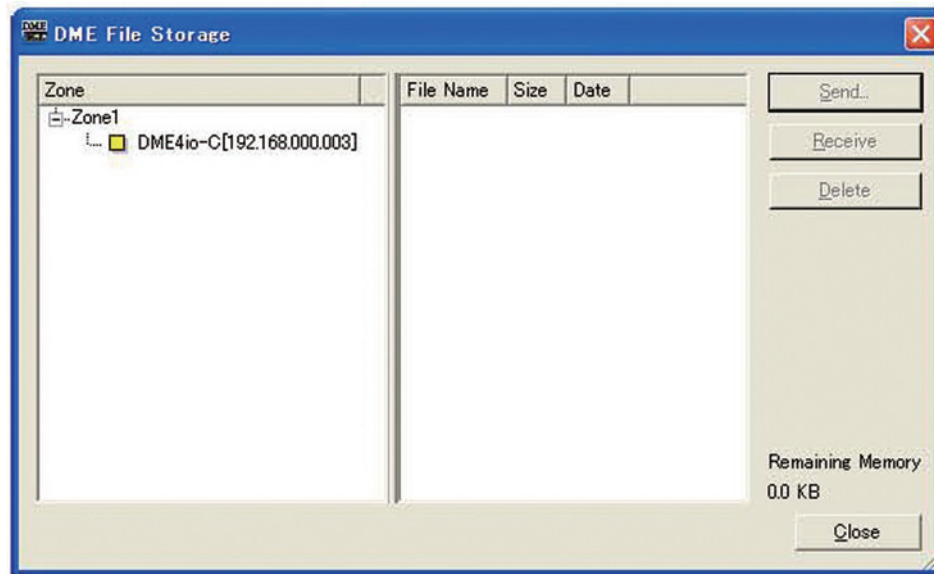 DME File Storage
Zone
Zone1
DME4io-C[192.168.000.003]
File Name Size Date
Send...
Receive
Delete
Remaining Memory
0.0 KB
Close